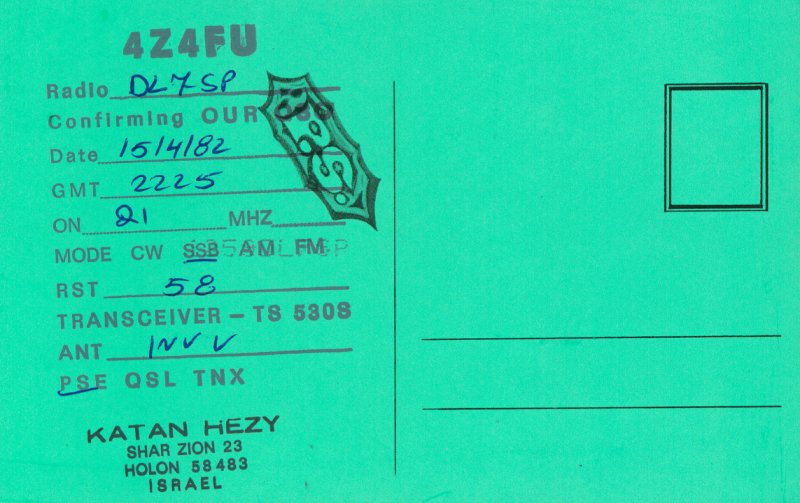 4Z4FU
Radio DL7SP
Confirming OUR QSO
Date 15/4/82
GMT 2225
ON 21 MHZ
MODE CW SSB AM FM
RST 58
TRANSCEIVER – TS 530S
ANT INV V
PSE QSL TNX
KATAN HEZY
SHAR ZION 23
HOLON 58483
ISRAEL